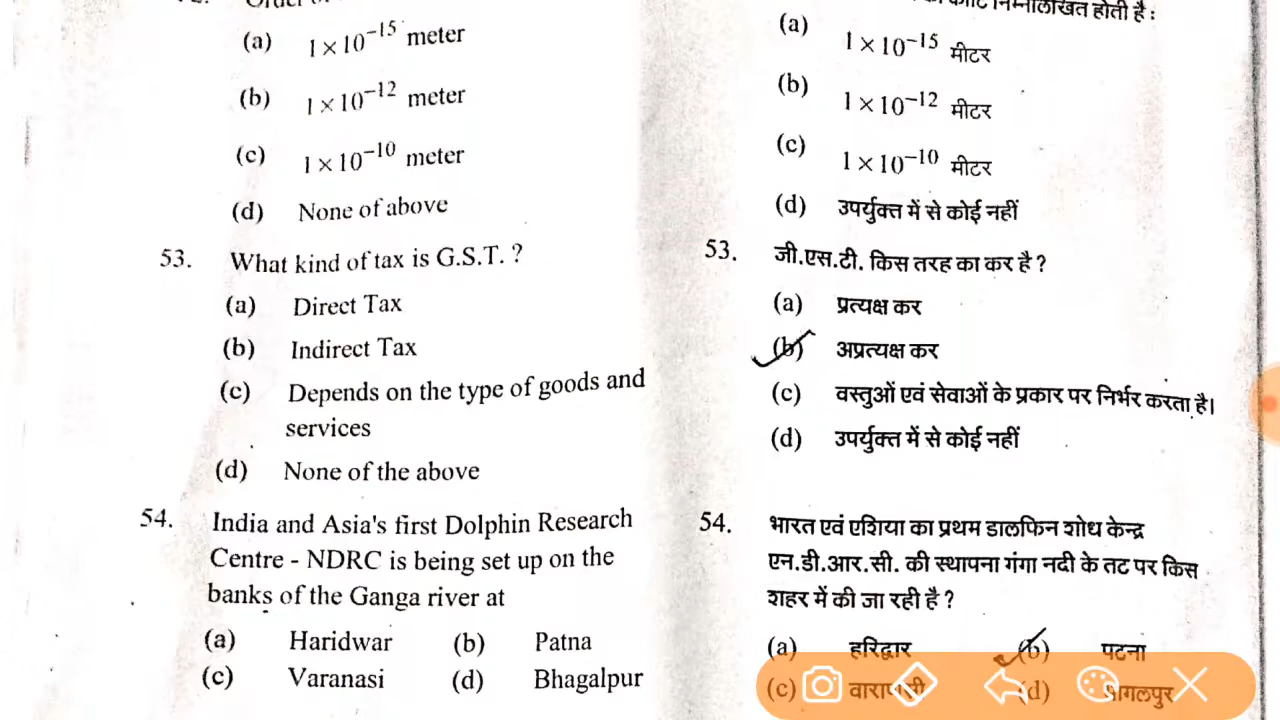 Order
(a) 1 × 10⁻¹⁵ meter
(b) 1 × 10⁻¹² meter
(c) 1 × 10⁻¹⁰ meter
(d) None of above
53. What kind of tax is G.S.T. ?
(a) Direct Tax
(b) Indirect Tax
(c) Depends on the type of goods and
services
(d) None of the above
54. India and Asia's first Dolphin Research
Centre - NDRC is being set up on the
banks of the Ganga river at
(a) Haridwar (b) Patna
(c) Varanasi (d) Bhagalpur
निम्नलिखित होती है :
(a) 1 × 10⁻¹⁵ मीटर
(b) 1 × 10⁻¹² मीटर
(c) 1 × 10⁻¹⁰ मीटर
(d) उपर्युक्त में से कोई नहीं
53. जी.एस.टी. किस तरह का कर है ?
(a) प्रत्यक्ष कर
(b) अप्रत्यक्ष कर
(c) वस्तुओं एवं सेवाओं के प्रकार पर निर्भर करता है।
(d) उपर्युक्त में से कोई नहीं
54. भारत एवं एशिया का प्रथम डालफिन शोध केन्द्र
एन.डी.आर.सी. की स्थापना गंगा नदी के तट पर किस
शहर में की जा रही है ?
(a) हरिद्वार (b) पटना
(c) वाराणसी (d) भागलपुर